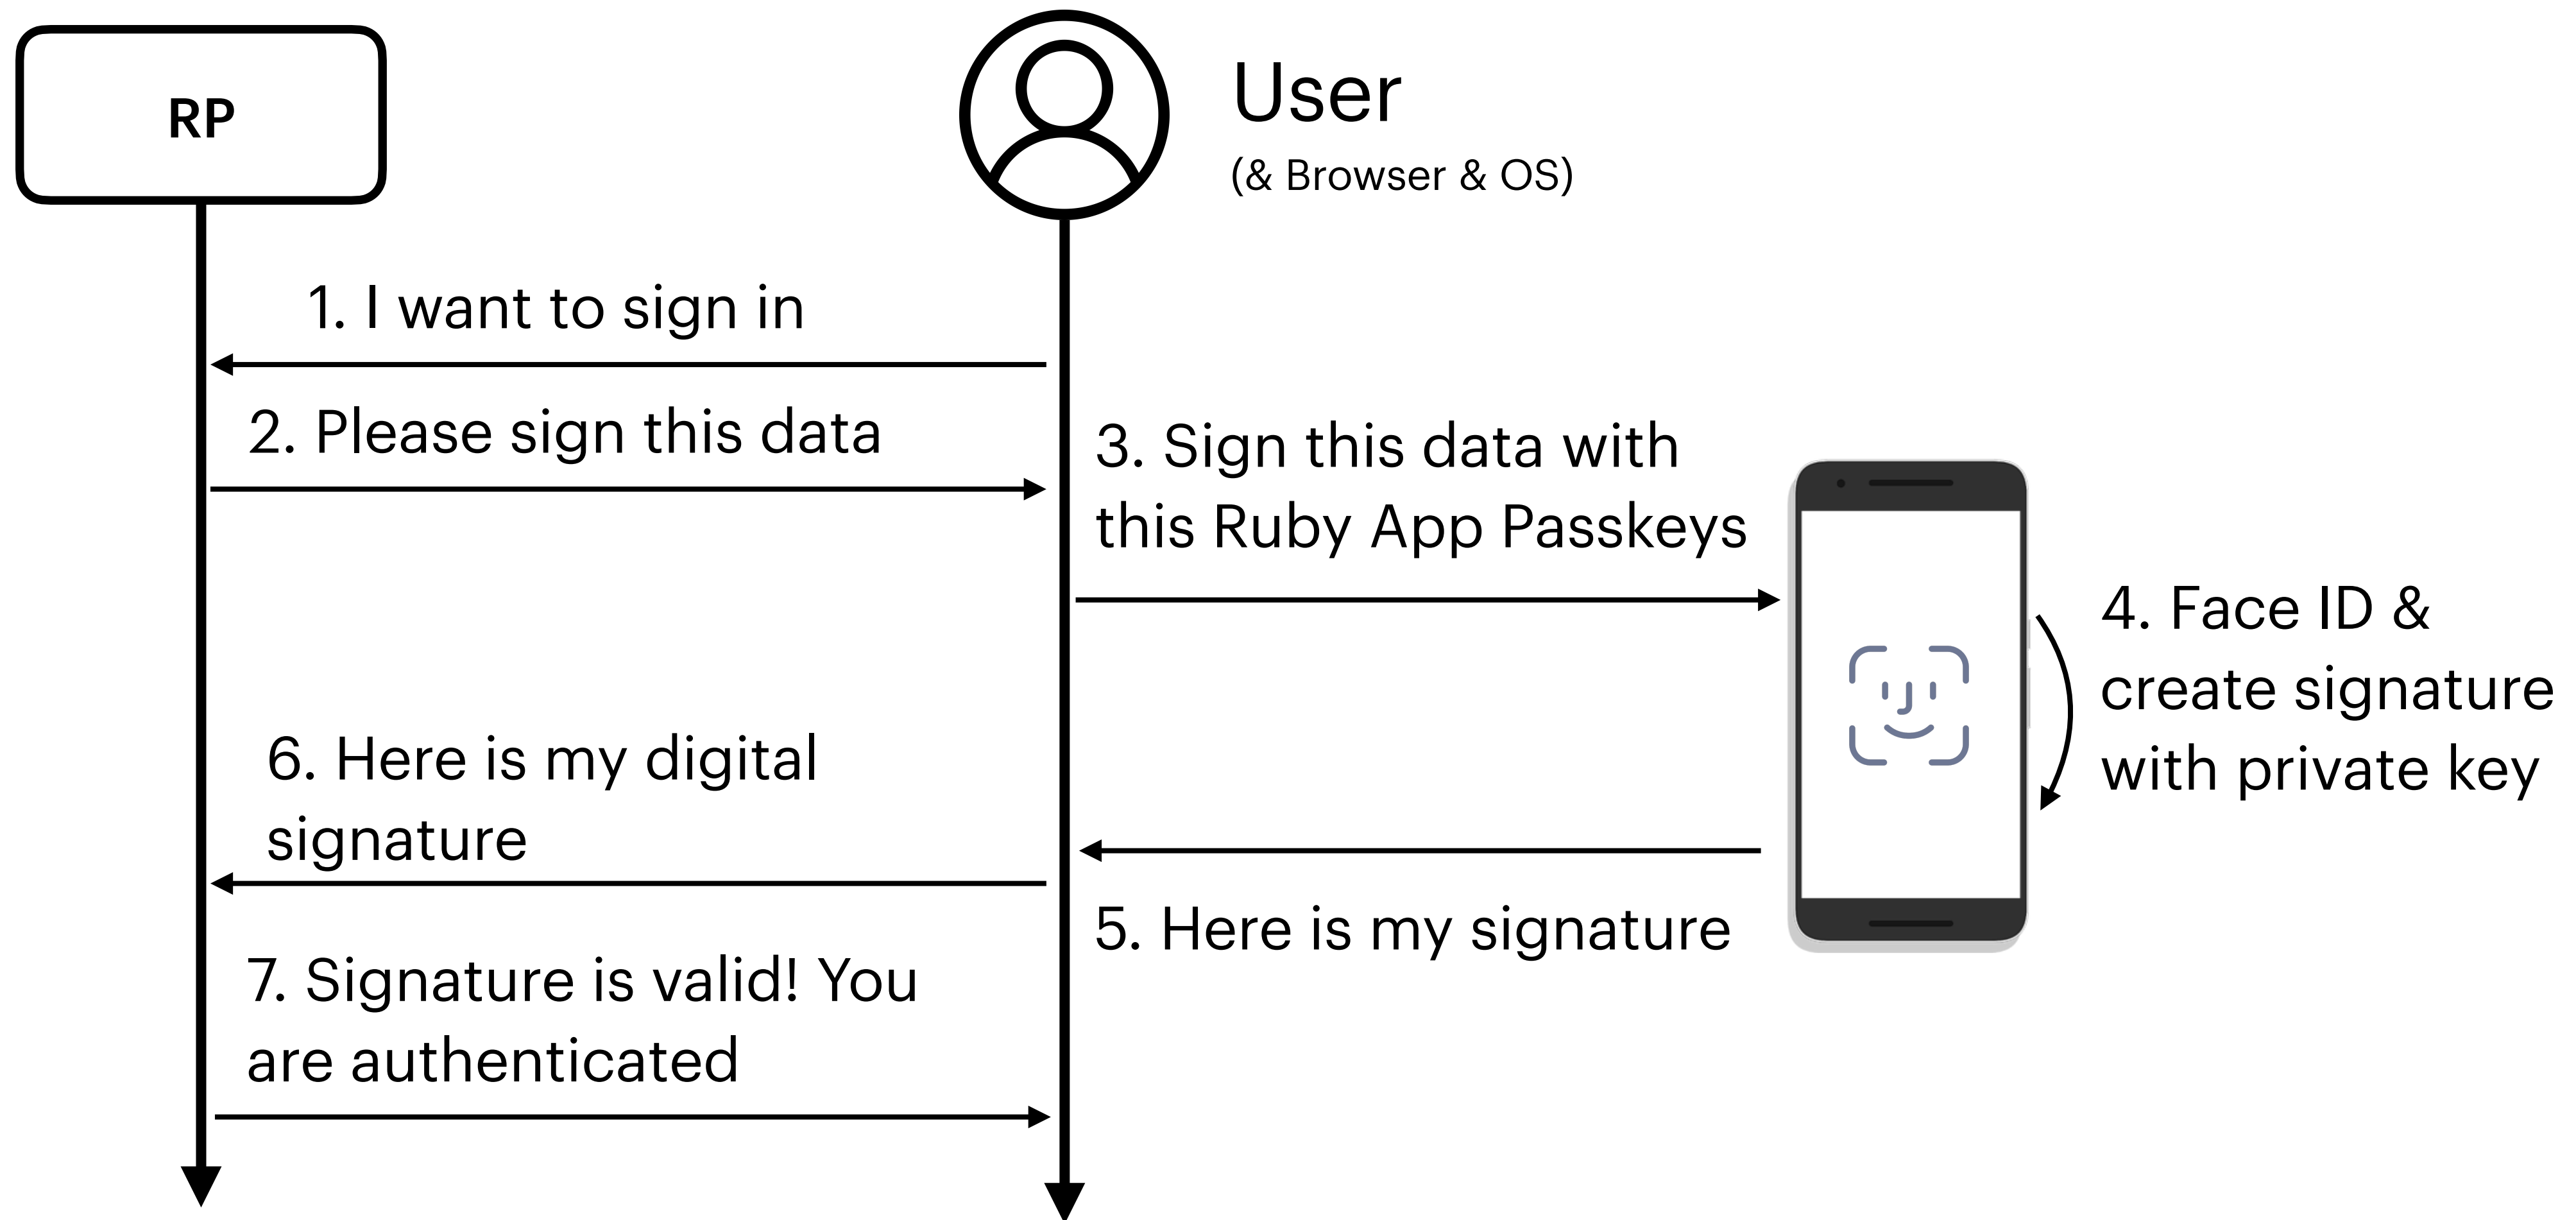 RP
User
(& Browser & OS)
1. I want to sign in
2. Please sign this data
3. Sign this data with
this Ruby App Passkeys
4. Face ID &
create signature
with private key
5. Here is my signature
6. Here is my digital
signature
7. Signature is valid! You
are authenticated